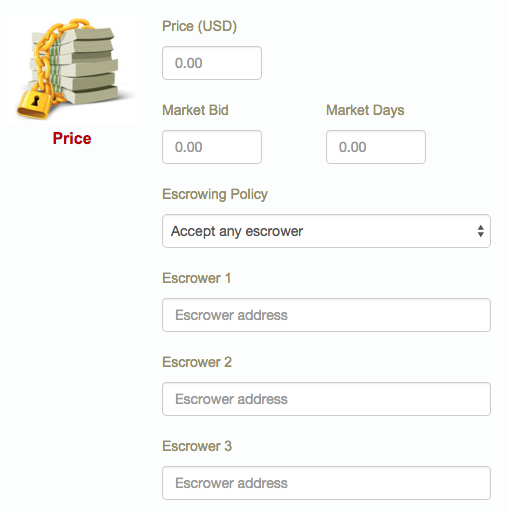 Price (USD)
0.00
Price
Market Bid
Market Days
0.00
0.00
Escrowing Policy
Accept any escrower
Escrower 1
Escrower address
Escrower 2
Escrower address
Escrower 3
Escrower address